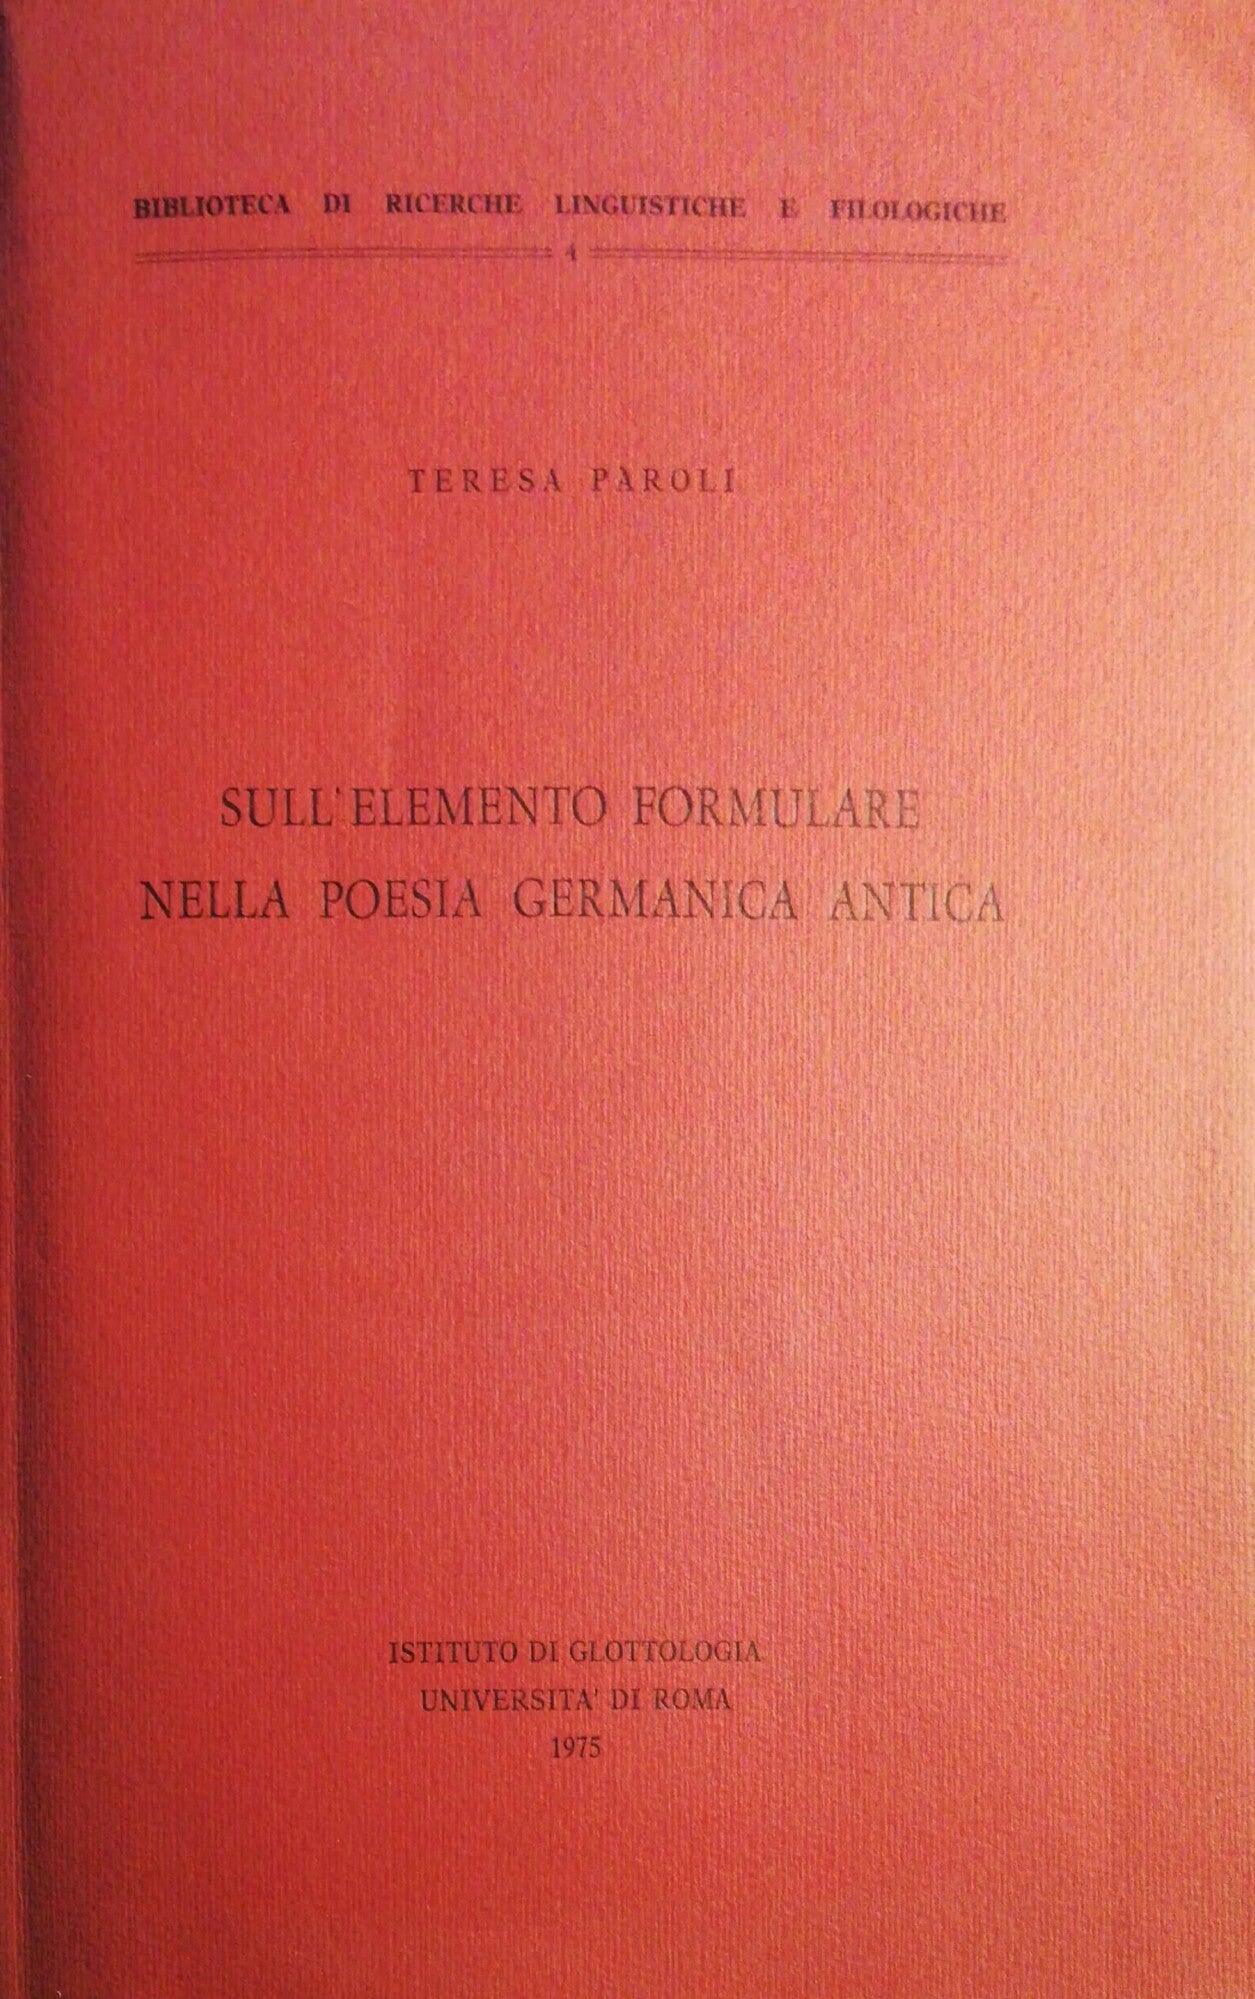 BIBLIOTECA DI RICERCHE LINGUISTICHE E FILOLOGICHE
4
TERESA PÀROLI
SULL'ELEMENTO FORMULARE
NELLA POESIA GERMANICA ANTICA
ISTITUTO DI GLOTTOLOGIA
UNIVERSITA' DI ROMA
1975